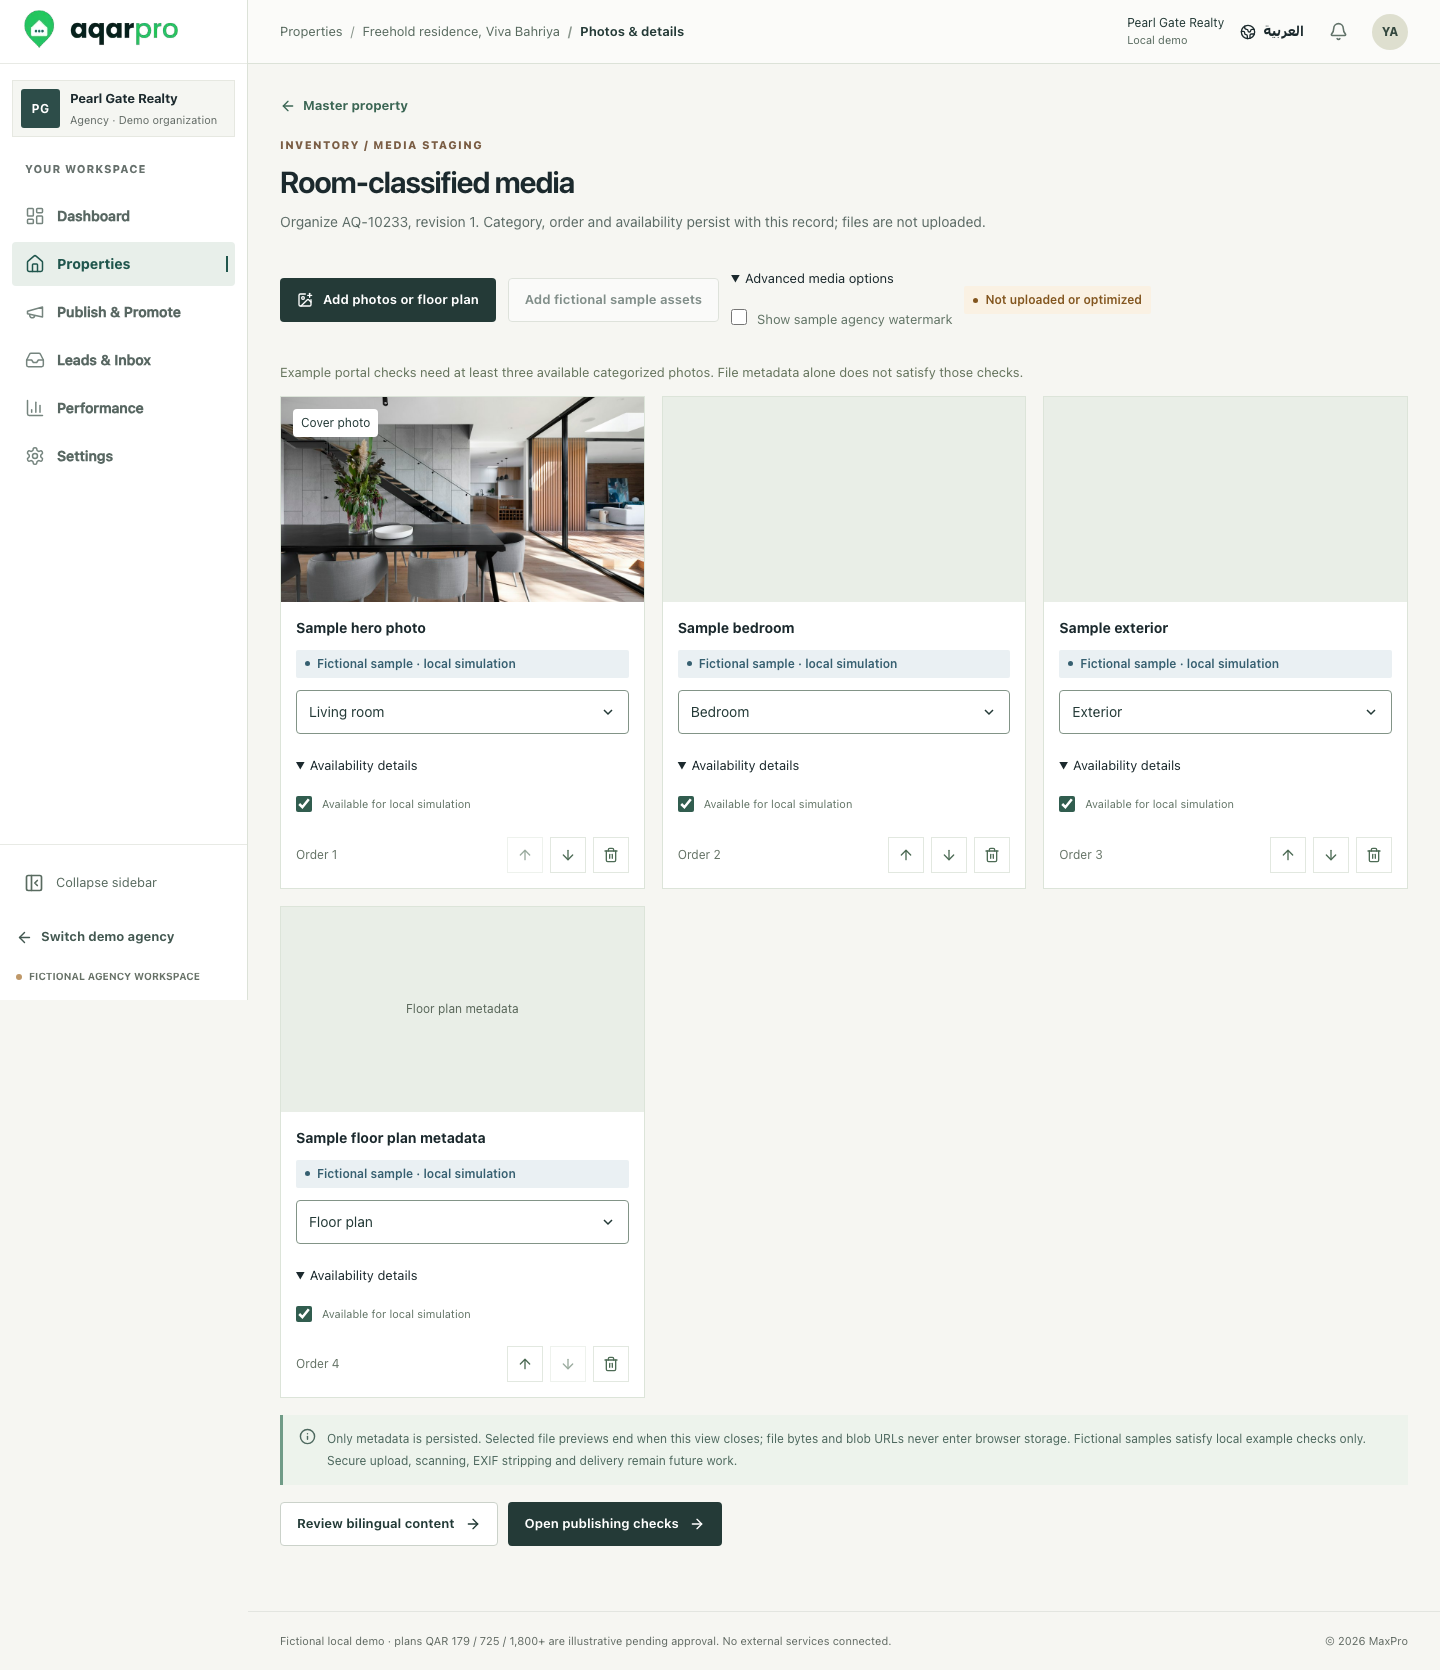 aqarpro
Properties / Freehold residence, Viva Bahriya / Photos & details
Pearl Gate Realty
Local demo
العربية
YA
PG
Pearl Gate Realty
Agency · Demo organization
YOUR WORKSPACE
Dashboard
Properties
Publish & Promote
Leads & Inbox
Performance
Settings
Collapse sidebar
Switch demo agency
FICTIONAL AGENCY WORKSPACE
Master property
INVENTORY / MEDIA STAGING
Room-classified media
Organize AQ-10233, revision 1. Category, order and availability persist with this record; files are not uploaded.
Add photos or floor plan
Add fictional sample assets
Advanced media options
Show sample agency watermark
Not uploaded or optimized
Example portal checks need at least three available categorized photos. File metadata alone does not satisfy those checks.
Cover photo
Sample hero photo
Fictional sample · local simulation
Living room
Availability details
Available for local simulation
Order 1
Sample bedroom
Fictional sample · local simulation
Bedroom
Availability details
Available for local simulation
Order 2
Sample exterior
Fictional sample · local simulation
Exterior
Availability details
Available for local simulation
Order 3
Floor plan metadata
Sample floor plan metadata
Fictional sample · local simulation
Floor plan
Availability details
Available for local simulation
Order 4
Only metadata is persisted. Selected file previews end when this view closes; file bytes and blob URLs never enter browser storage. Fictional samples satisfy local example checks only.
Secure upload, scanning, EXIF stripping and delivery remain future work.
Review bilingual content
Open publishing checks
Fictional local demo · plans QAR 179 / 725 / 1,800+ are illustrative pending approval. No external services connected.
© 2026 MaxPro